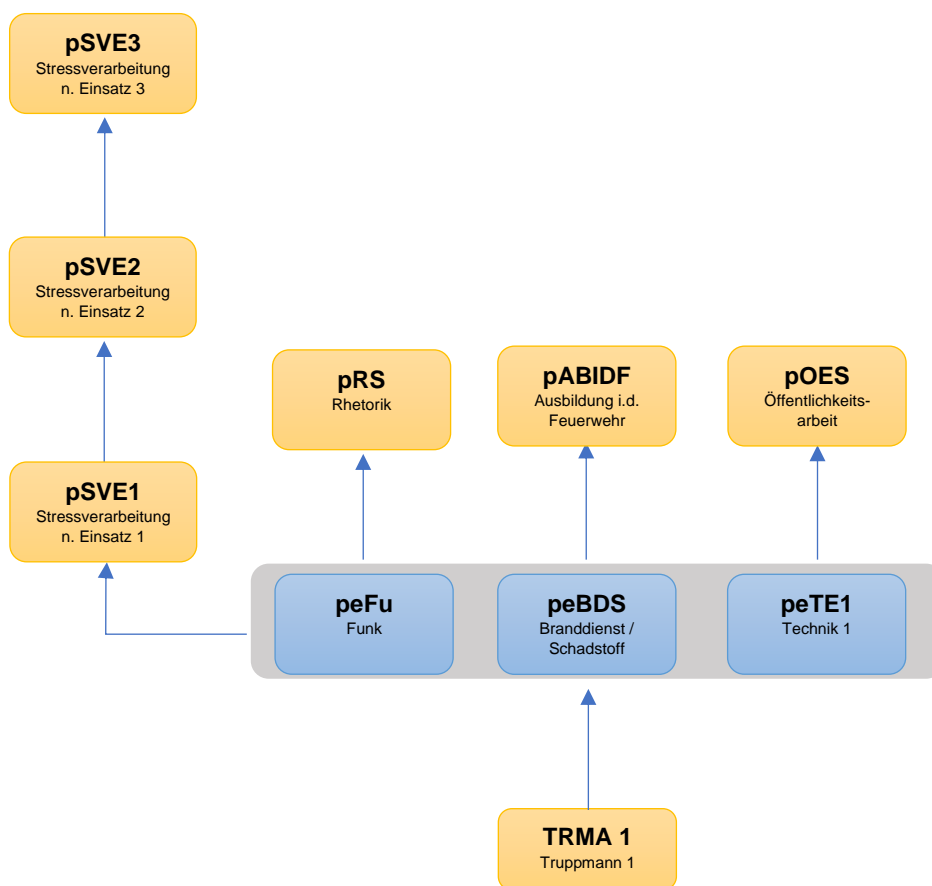 pSVE3
Stressverarbeitung
n. Einsatz 3
pSVE2
Stressverarbeitung
n. Einsatz 2
pRS
Rhetorik
pABIDF
Ausbildung i.d.
Feuerwehr
pOES
Öffentlichkeits-
arbeit
pSVE1
Stressverarbeitung
n. Einsatz 1
peFu
Funk
peBDS
Branddienst /
Schadstoff
peTE1
Technik 1
TRMA 1
Truppmann 1